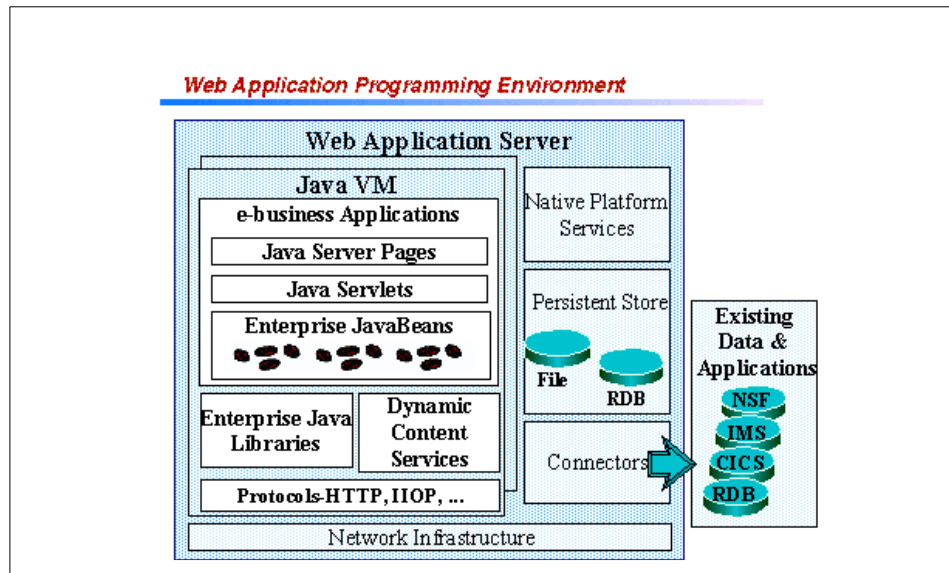 Web Application Programming Environment
Web Application Server
Java VM
e-business Applications
Java Server Pages
Java Servlets
Enterprise JavaBeans
Enterprise Java
Libraries
Dynamic
Content
Services
Protocols-HTTP, IIOP, ...
Native Platform
Services
Persistent Store
File
RDB
Connectors
Network Infrastructure
Existing
Data &
Applications
NSF
IMS
CICS
RDB